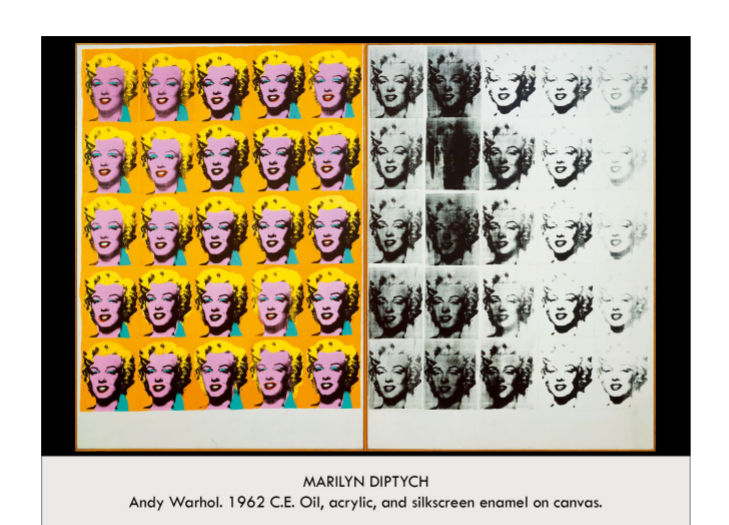 MARILYN DIPTYCH
Andy Warhol. 1962 C.E. Oil, acrylic, and silkscreen enamel on canvas.